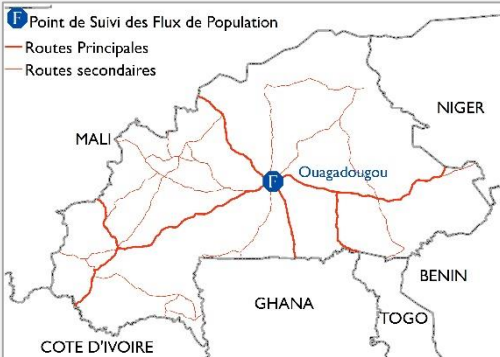 F Point de Suivi des Flux de Population
Routes Principales
Routes secondaires
NIGER
MALI
F Ouagadougou
BENIN
GHANA
TOGO
COTE D'IVOIRE